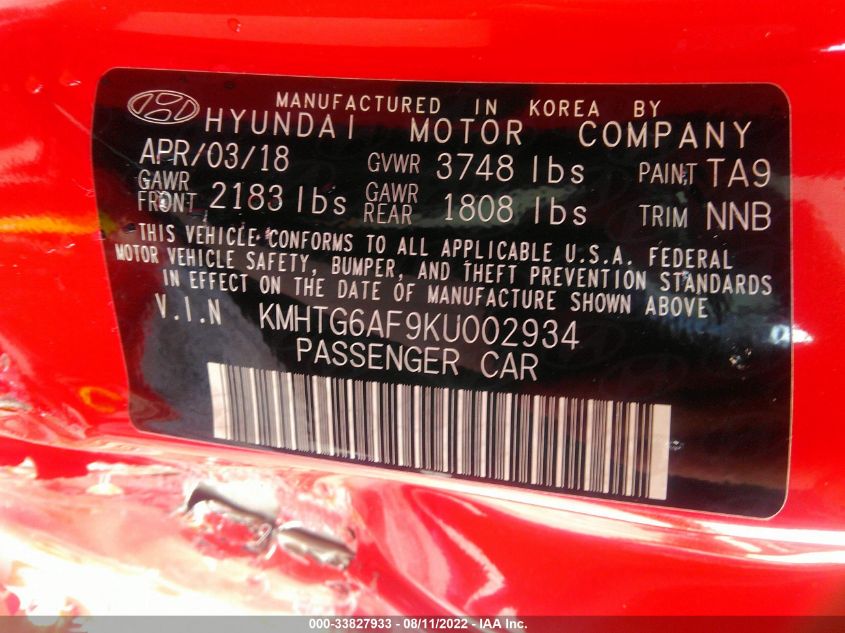 MANUFACTURED IN KOREA BY
HYUNDAI MOTOR COMPANY
APR/03/18 GVWR 3748 lbs PAINT TA9
GAWR FRONT 2183 lbs GAWR REAR 1808 lbs TRIM NNB
THIS VEHICLE CONFORMS TO ALL APPLICABLE U.S.A. FEDERAL
MOTOR VEHICLE SAFETY, BUMPER, AND THEFT PREVENTION STANDARDS
IN EFFECT ON THE DATE OF MANUFACTURE SHOWN ABOVE
V.I.N KMHTG6AF9KU002934
PASSENGER CAR
000-33827933 - 08/11/2022 - IAA Inc.